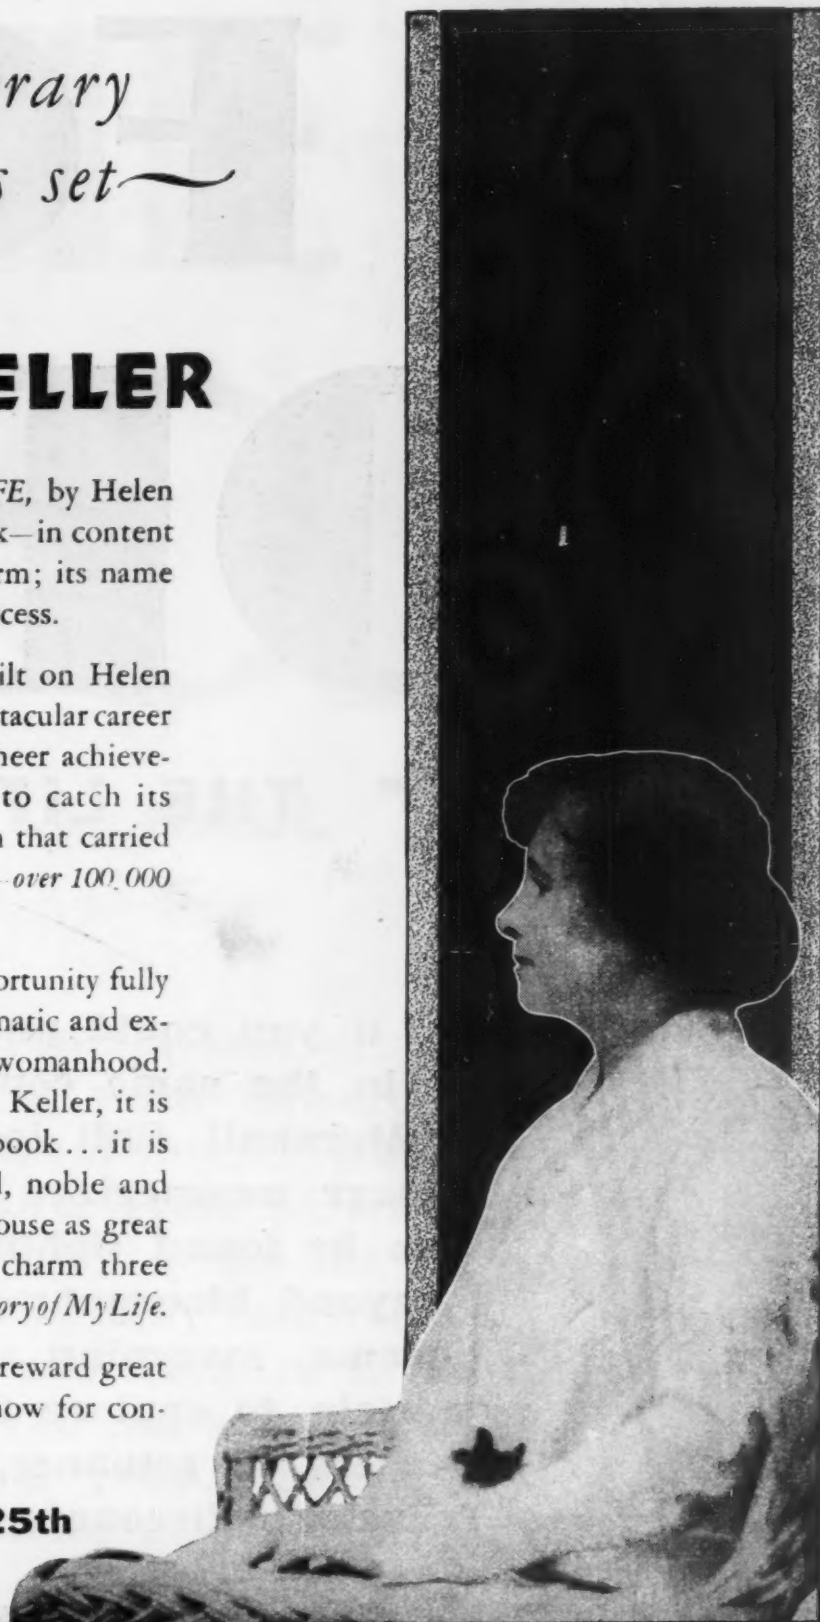 rary
s set~
ELLER
FE, by Helen
k—in content
rm; its name
cess.
ilt on Helen
tacular career
neer achieve-
to catch its
n that carried
over 100,000
ortunity fully
matic and ex-
womanhood.
Keller, it is
book...it is
l, noble and
ouse as great
charm three
ory of My Life.
reward great
now for con-
25th